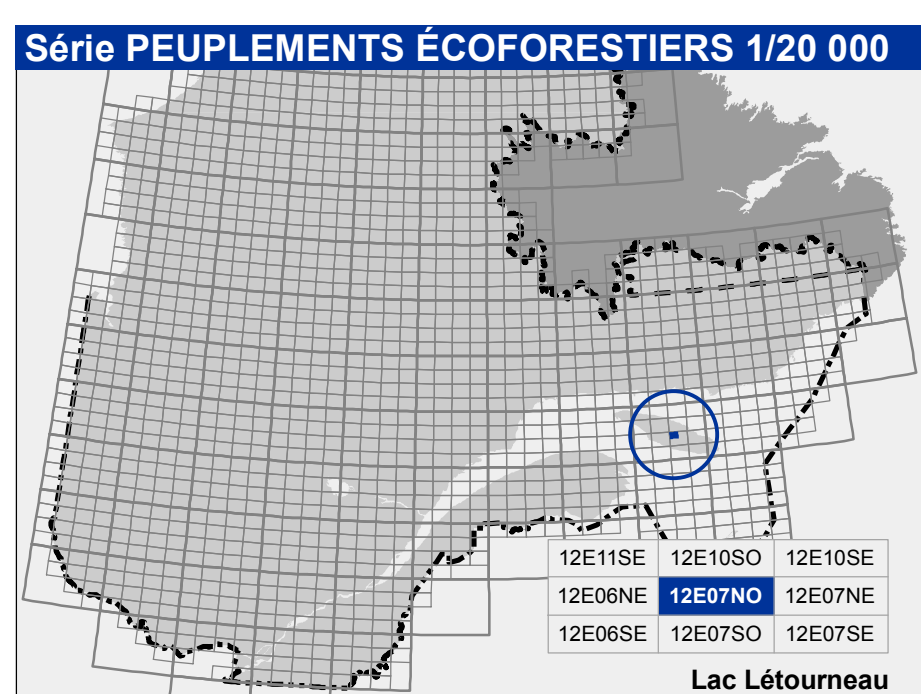 Série PEUPLEMENTS ÉCOFORESTIERS 1/20 000
12E11SE 12E10SO 12E10SE
12E06NE 12E07NO 12E07NE
12E06SE 12E07SO 12E07SE
Lac Létourneau